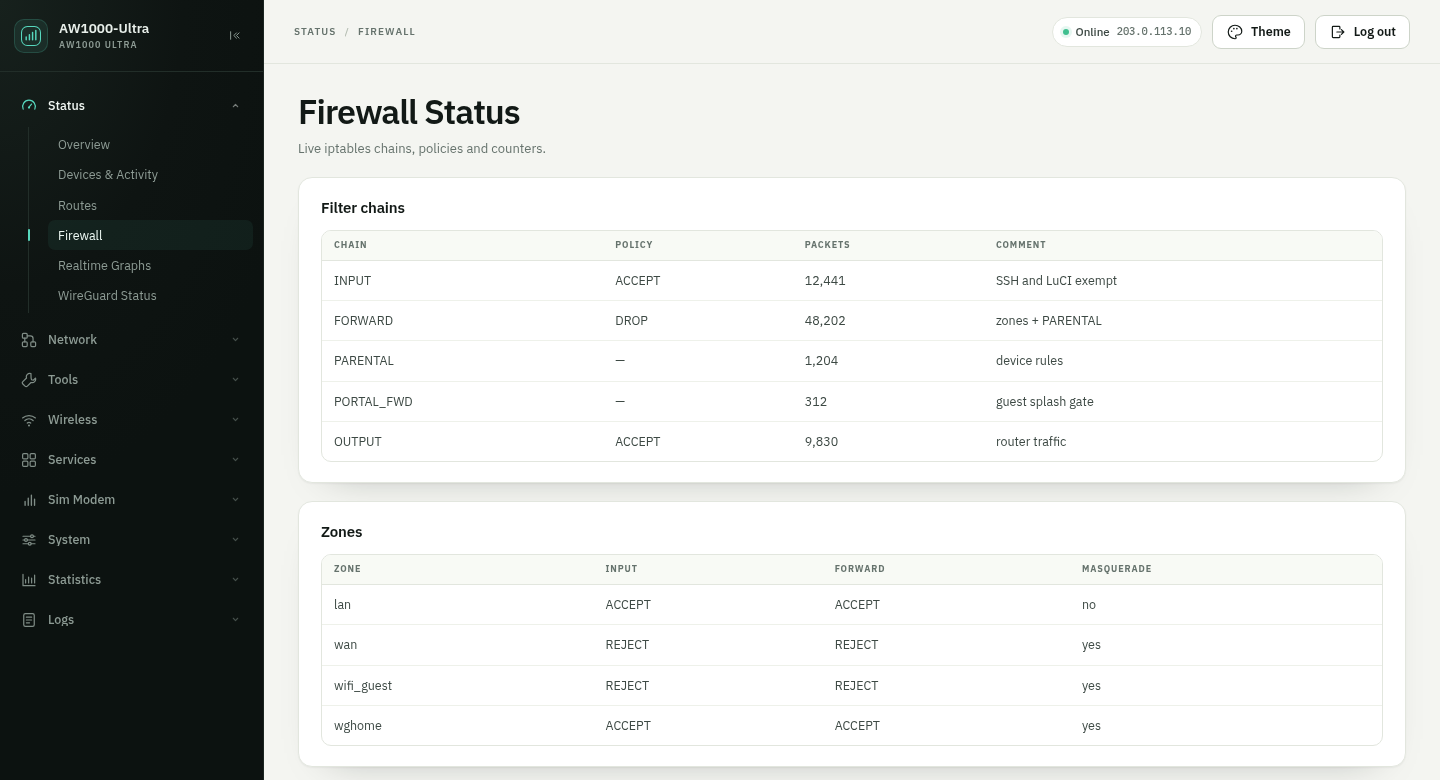 AW1000-Ultra
AW1000 ULTRA
Status
Overview
Devices & Activity
Routes
Firewall
Realtime Graphs
WireGuard Status
Network
Tools
Wireless
Services
Sim Modem
System
Statistics
Logs
STATUS / FIREWALL
Online 203.0.113.10
Theme
Log out
Firewall Status
Live iptables chains, policies and counters.
Filter chains
CHAIN POLICY PACKETS COMMENT
INPUT ACCEPT 12,441 SSH and LuCI exempt
FORWARD DROP 48,202 zones + PARENTAL
PARENTAL — 1,204 device rules
PORTAL_FWD — 312 guest splash gate
OUTPUT ACCEPT 9,830 router traffic
Zones
ZONE INPUT FORWARD MASQUERADE
lan ACCEPT ACCEPT no
wan REJECT REJECT yes
wifi_guest REJECT REJECT yes
wghome ACCEPT ACCEPT yes